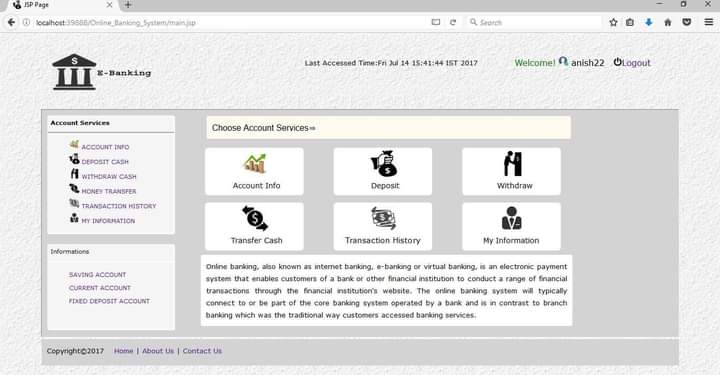 JSP Page
localhost:39888/Online_Banking_System/main.jsp
Search
E-Banking
Last Accessed Time:Fri Jul 14 15:41:44 IST 2017
Welcome! anish22 Logout
Account Services
ACCOUNT INFO
DEPOSIT CASH
WITHDRAW CASH
MONEY TRANSFER
TRANSACTION HISTORY
MY INFORMATION
Informations
SAVING ACCOUNT
CURRENT ACCOUNT
FIXED DEPOSIT ACCOUNT
Choose Account Services⇒
Account Info
Deposit
Withdraw
Transfer Cash
Transaction History
My Information
Online banking, also known as internet banking, e-banking or virtual banking, is an electronic payment
system that enables customers of a bank or other financial institution to conduct a range of financial
transactions through the financial institution's website. The online banking system will typically
connect to or be part of the core banking system operated by a bank and is in contrast to branch
banking which was the traditional way customers accessed banking services.
Copyright©2017 Home | About Us | Contact Us